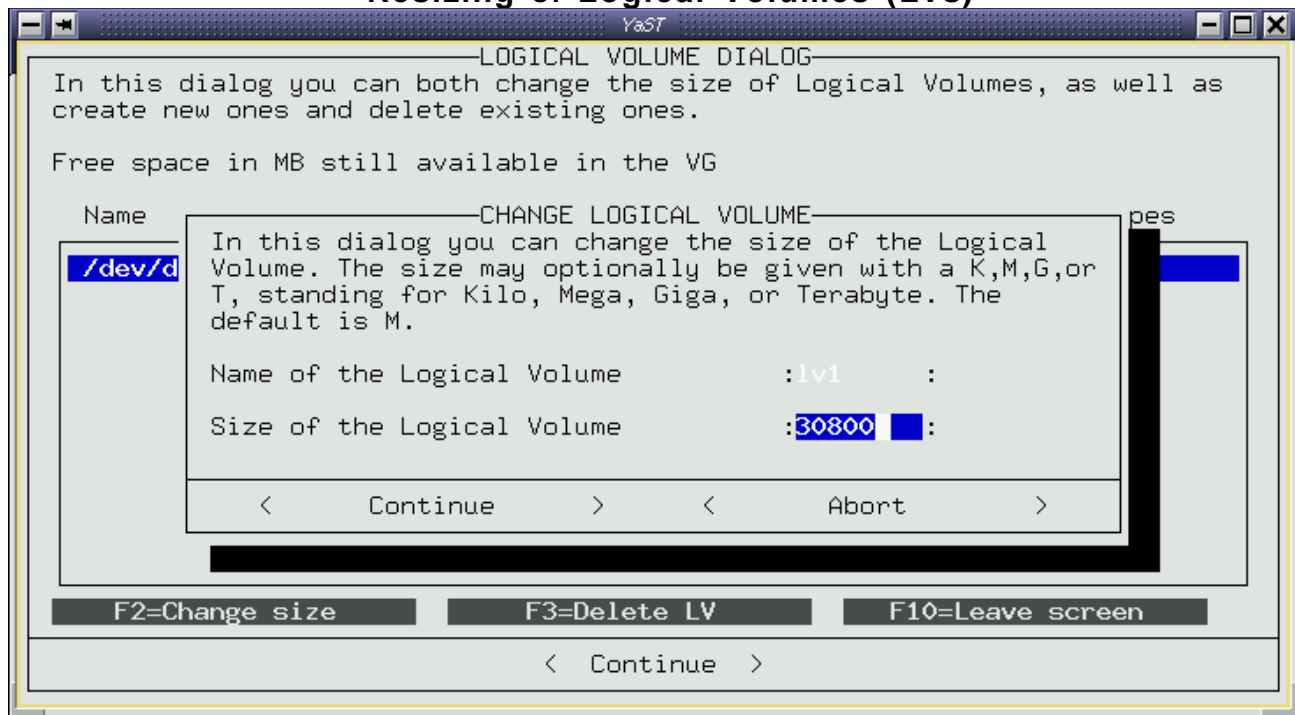 Resizing of Logical Volumes (LVs)
YaST
LOGICAL VOLUME DIALOG
In this dialog you can both change the size of Logical Volumes, as well as
create new ones and delete existing ones.
Free space in MB still available in the VG
Name pes
/dev/d
CHANGE LOGICAL VOLUME
In this dialog you can change the size of the Logical
Volume. The size may optionally be given with a K,M,G,or
T, standing for Kilo, Mega, Giga, or Terabyte. The
default is M.
Name of the Logical Volume :lv1 :
Size of the Logical Volume :30800 :
< Continue > < Abort >
F2=Change size F3=Delete LV F10=Leave screen
< Continue >